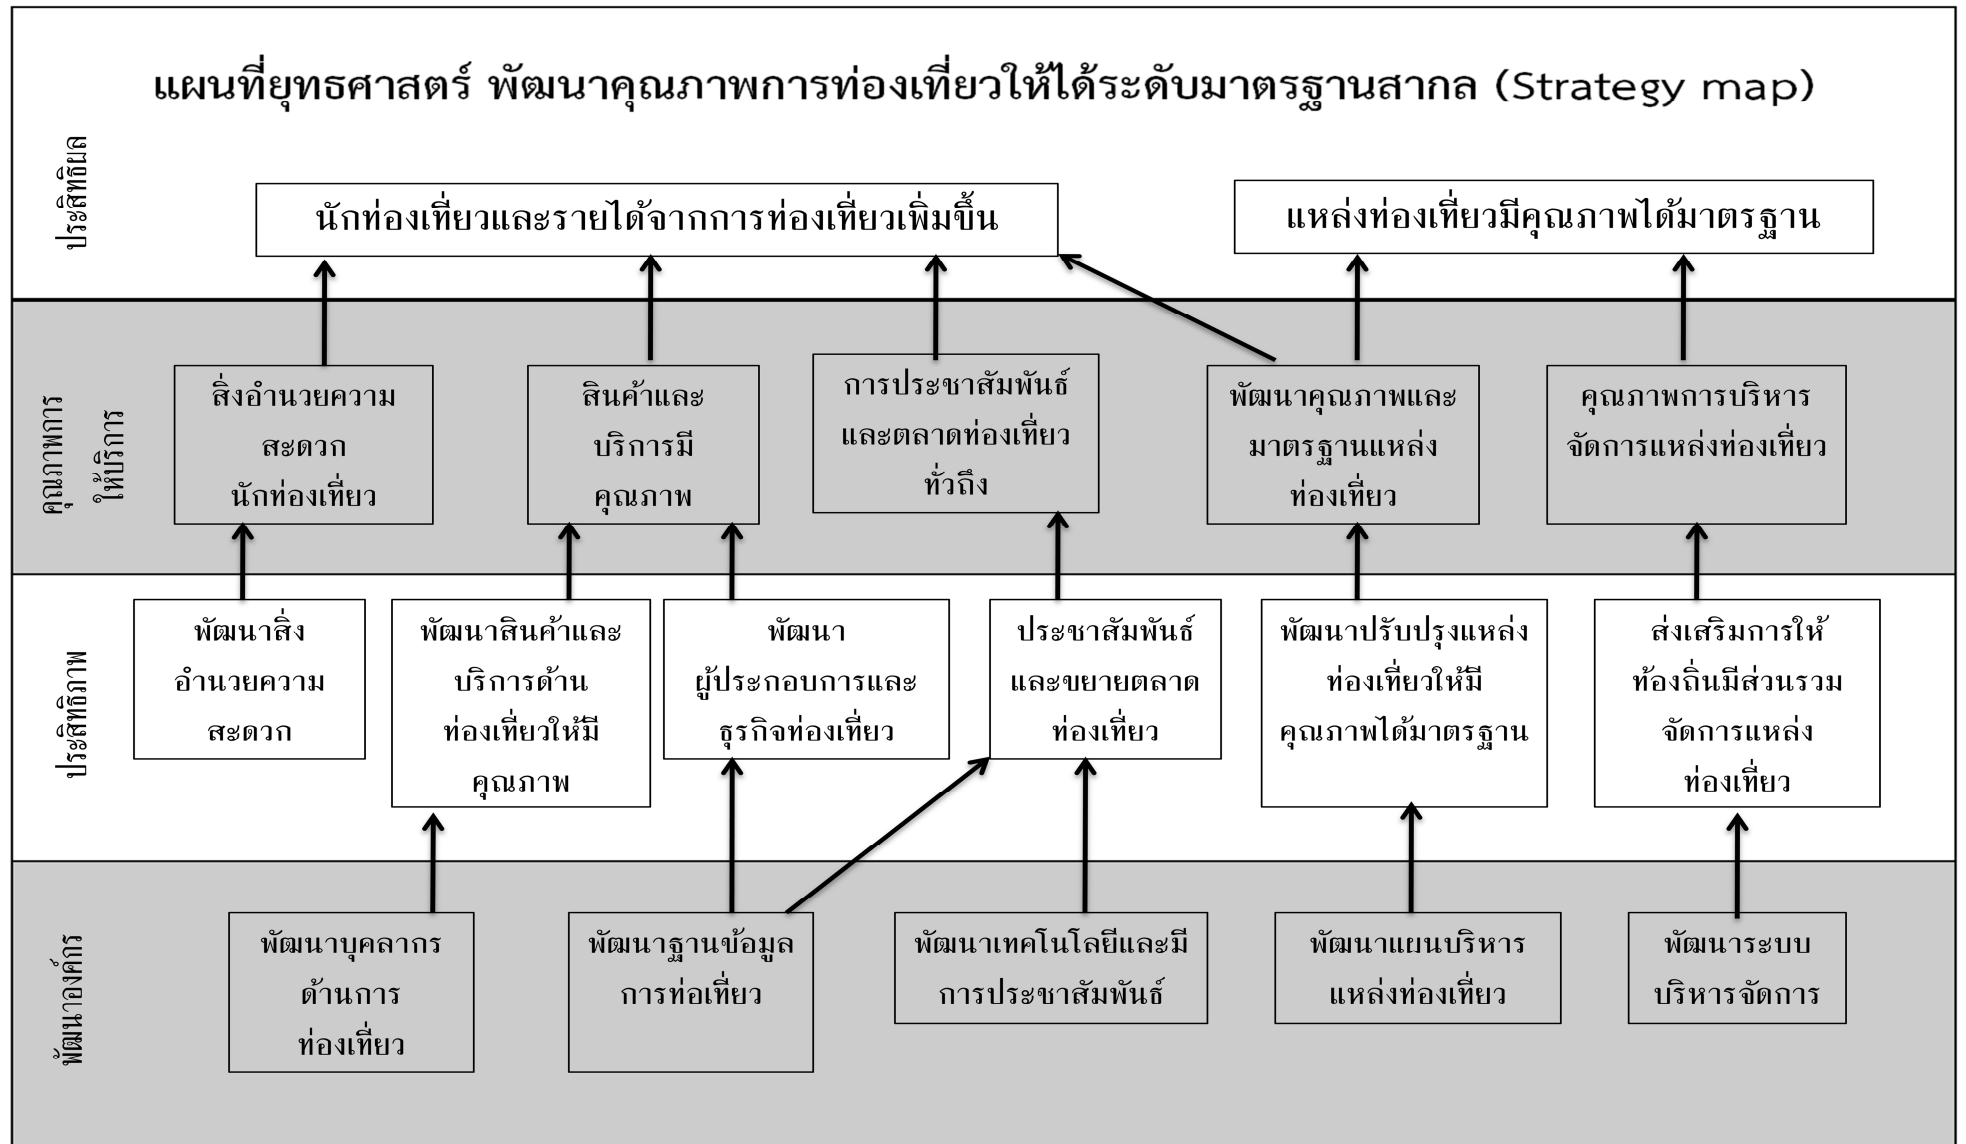 แผนที่ยุทธศาสตร์ พัฒนาคุณภาพการท่องเที่ยวให้ได้ระดับมาตรฐานสากล (Strategy map)
ประสิทธิผล
นักท่องเที่ยวและรายได้จากการท่องเที่ยวเพิ่มขึ้น
แหล่งท่องเที่ยวมีคุณภาพได้มาตรฐาน
คุณภาพการ
ให้บริการ
สิ่งอำนวยความ
สะดวก
นักท่องเที่ยว
สินค้าและ
บริการมี
คุณภาพ
การประชาสัมพันธ์
และตลาดท่องเที่ยว
ทั่วถึง
พัฒนาคุณภาพและ
มาตรฐานแหล่ง
ท่องเที่ยว
คุณภาพการบริหาร
จัดการแหล่งท่องเที่ยว
ประสิทธิภาพ
พัฒนาสิ่ง
อำนวยความ
สะดวก
พัฒนาสินค้าและ
บริการด้าน
ท่องเที่ยวให้มี
คุณภาพ
พัฒนา
ผู้ประกอบการและ
ธุรกิจท่องเที่ยว
ประชาสัมพันธ์
และขยายตลาด
ท่องเที่ยว
พัฒนาปรับปรุงแหล่ง
ท่องเที่ยวให้มี
คุณภาพได้มาตรฐาน
ส่งเสริมการให้
ท้องถิ่นมีส่วนรวม
จัดการแหล่ง
ท่องเที่ยว
พัฒนาองค์กร
พัฒนาบุคลากร
ด้านการ
ท่องเที่ยว
พัฒนาฐานข้อมูล
การท่อเที่ยว
พัฒนาเทคโนโลยีและมี
การประชาสัมพันธ์
พัฒนาแผนบริหาร
แหล่งท่องเที่ยว
พัฒนาระบบ
บริหารจัดการ